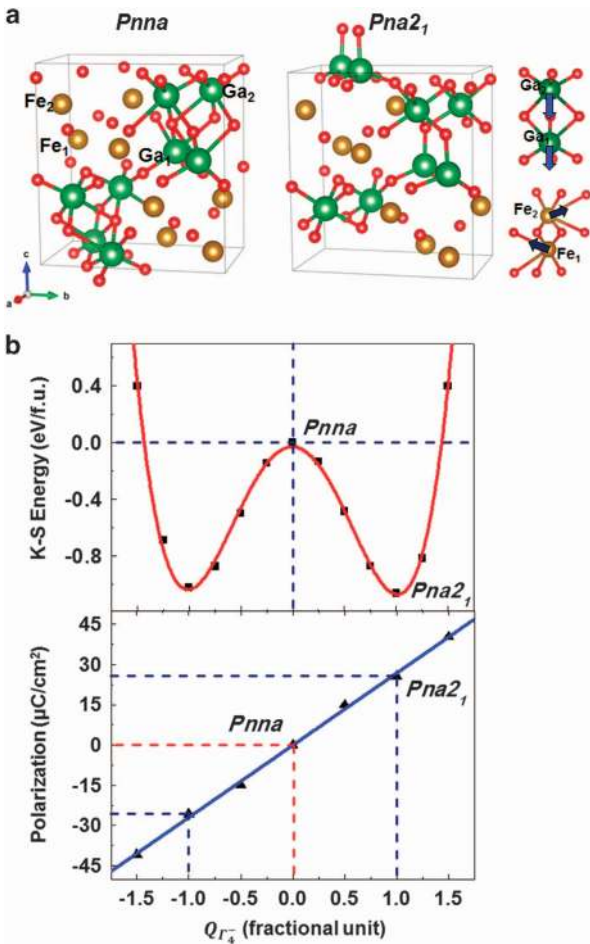 a
Pnna
Pna2₁
Fe₂
Fe₁
Ga₂
Ga₁
Ga₂
Ga₁
Fe₂
Fe₁
c
a
b
b
K-S Energy (eV/f.u.)
0.4
0.0
-0.4
-0.8
Pnna
Pna2₁
Polarization (μC/cm²)
45
30
15
0
-15
-30
-45
Pnna
Pna2₁
-1.5 -1.0 -0.5 0.0 0.5 1.0 1.5
Q_Γ₄⁻ (fractional unit)